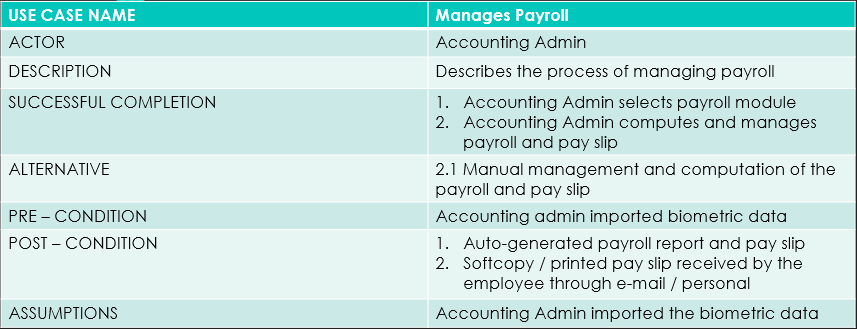 USE CASE NAME Manages Payroll
ACTOR Accounting Admin
DESCRIPTION Describes the process of managing payroll
SUCCESSFUL COMPLETION 1. Accounting Admin selects payroll module
2. Accounting Admin computes and manages
payroll and pay slip
ALTERNATIVE 2.1 Manual management and computation of the
payroll and pay slip
PRE – CONDITION Accounting admin imported biometric data
POST – CONDITION 1. Auto-generated payroll report and pay slip
2. Softcopy / printed pay slip received by the
employee through e-mail / personal
ASSUMPTIONS Accounting Admin imported the biometric data